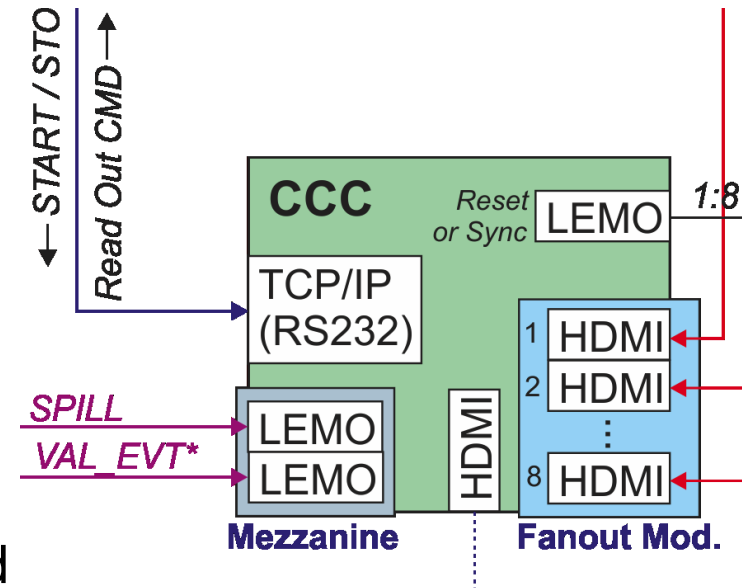 START / STO
Read Out CMD
CCC
Reset
or Sync
LEMO
1:8
TCP/IP
(RS232)
1 HDMI
2 HDMI
⋮
8 HDMI
SPILL
VAL_EVT*
LEMO
LEMO
HDMI
Mezzanine
Fanout Mod.
d